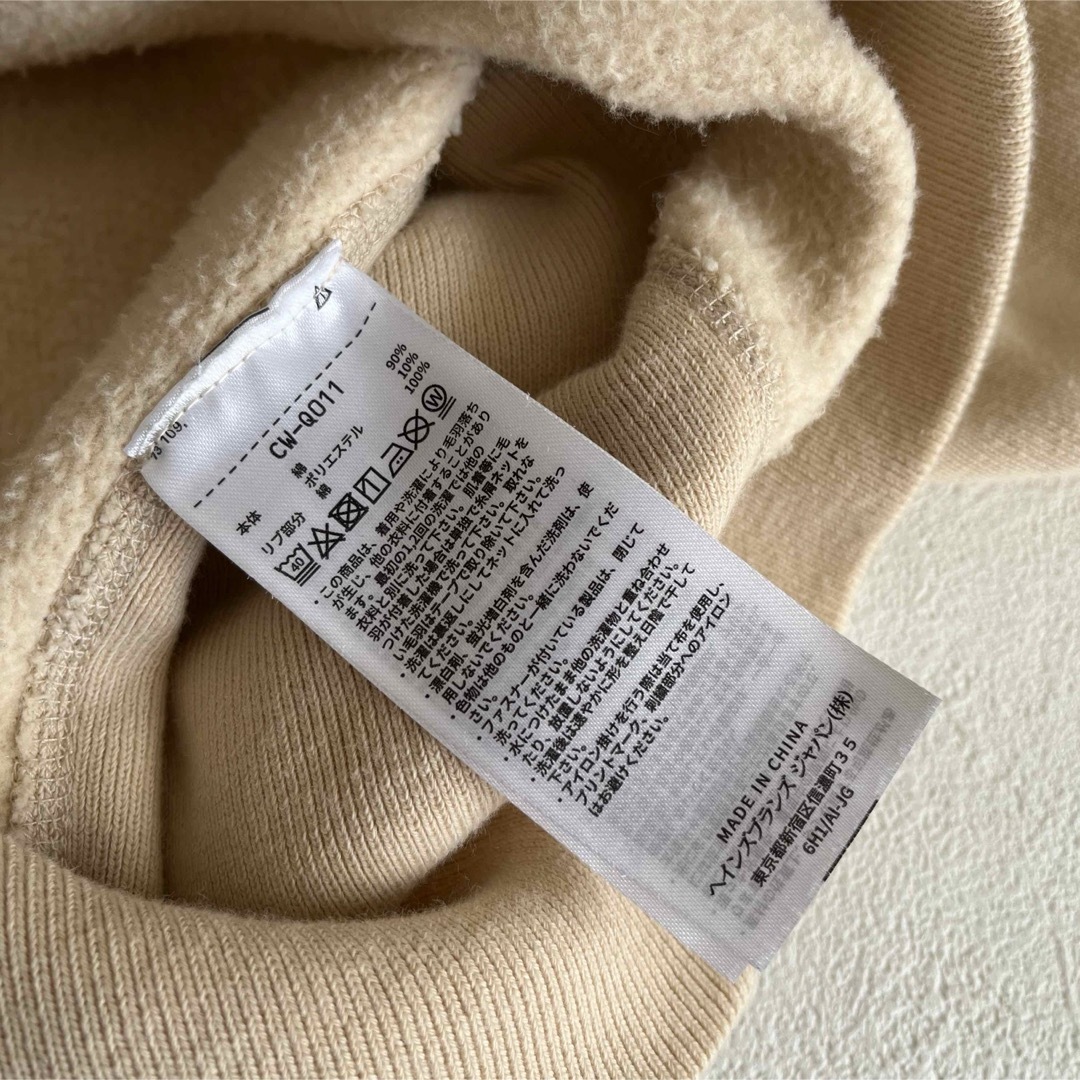 13 109,
CW-Q011
本体 綿 90%
ポリエステル 10%
リブ部分 綿 100%
40 W
・この商品は、着用や洗濯により毛羽落ち
が生じ、他の衣料に付着することがあり
ます。最初の1,2回の洗濯では他の
衣料と別に洗って下さい。肌着等に毛
羽が付着した場合は単独で糸屑ネットを
つけた洗濯機で洗って下さい。取れな
い毛羽はテープで取り除いて下さい。
・洗濯は裏返しにしてネットに入れて洗っ
てください。
・漂白剤、蛍光増白剤を含んだ洗剤は、使
用しないでください。
・色物は他のものと一緒に洗わないでくだ
さい。
・ファスナーが付いている製品は、閉じて
洗ってください。
・水につけたまま他の洗濯物と重ね合わせ
たり、放置しないようにしてください。
・洗濯後は速やかに形を整え日陰で干して
下さい。
・アイロン掛けを行う際は当て布を使用し、
プリントマーク、刺繍部分へのアイロン
はお避けください。
MADE IN CHINA
ヘインズブランズ ジャパン(株)
東京都新宿区信濃町35
6H1/AI-JG